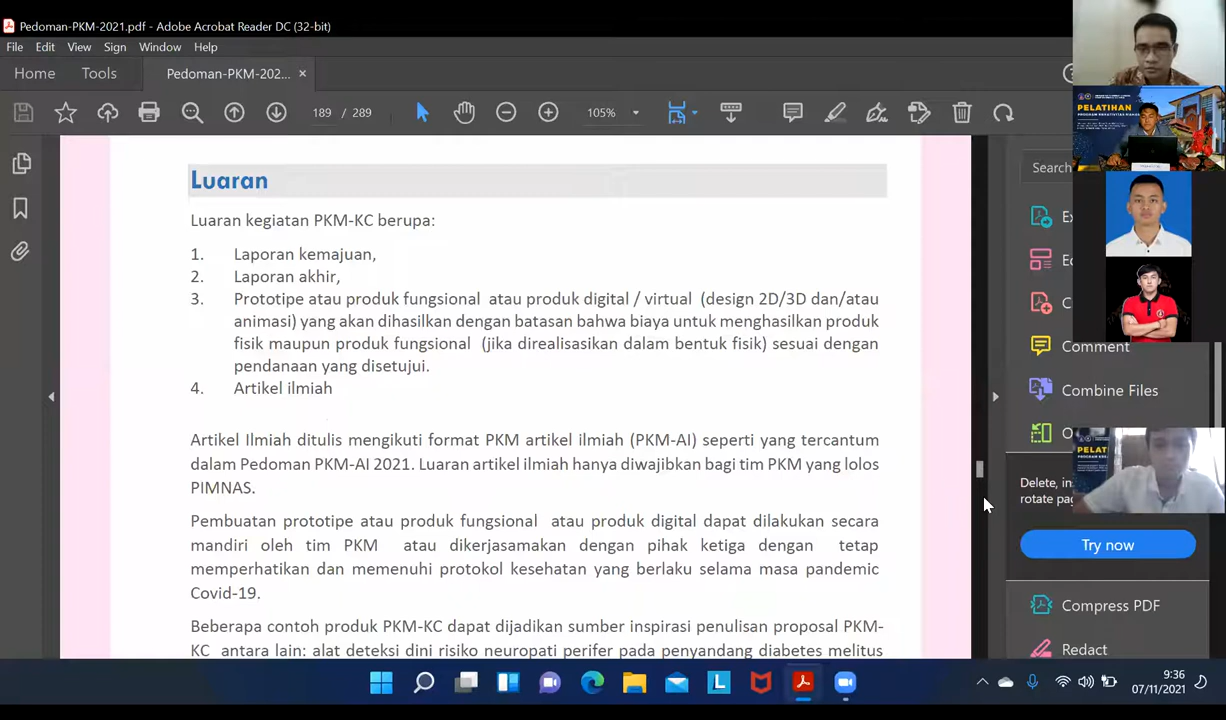 Pedoman-PKM-2021.pdf - Adobe Acrobat Reader DC (32-bit)
File Edit View Sign Window Help
Home Tools Pedoman-PKM-202... ×
189 / 289 105%
Luaran
Luaran kegiatan PKM-KC berupa:
1. Laporan kemajuan,
2. Laporan akhir,
3. Prototipe atau produk fungsional atau produk digital / virtual (design 2D/3D dan/atau
animasi) yang akan dihasilkan dengan batasan bahwa biaya untuk menghasilkan produk
fisik maupun produk fungsional (jika direalisasikan dalam bentuk fisik) sesuai dengan
pendanaan yang disetujui.
4. Artikel ilmiah
Artikel Ilmiah ditulis mengikuti format PKM artikel ilmiah (PKM-AI) seperti yang tercantum
dalam Pedoman PKM-AI 2021. Luaran artikel ilmiah hanya diwajibkan bagi tim PKM yang lolos
PIMNAS.
Pembuatan prototipe atau produk fungsional atau produk digital dapat dilakukan secara
mandiri oleh tim PKM atau dikerjasamakan dengan pihak ketiga dengan tetap
memperhatikan dan memenuhi protokol kesehatan yang berlaku selama masa pandemic
Covid-19.
Beberapa contoh produk PKM-KC dapat dijadikan sumber inspirasi penulisan proposal PKM-
KC antara lain: alat deteksi dini risiko neuropati perifer pada penyandang diabetes melitus
PELATIHAN
Search
Comment
Combine Files
Delete, in
rotate pag
Try now
Compress PDF
Redact
9:36
07/11/2021